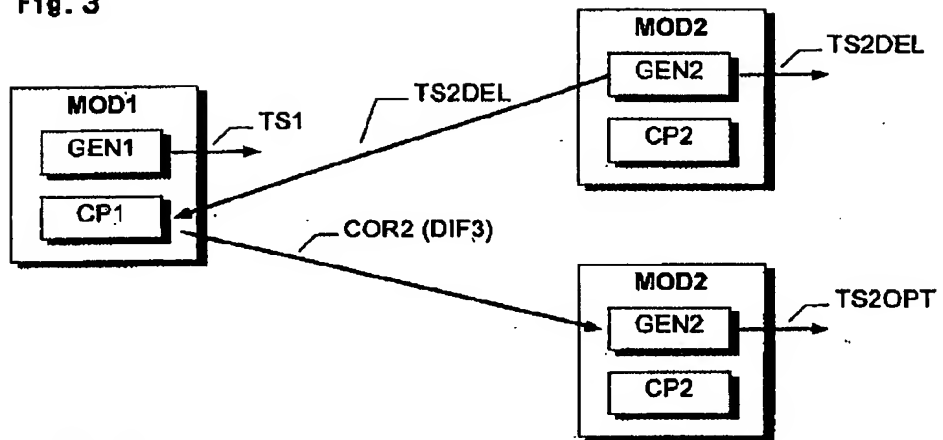 Fig. 3
MOD1
GEN1
TS1
CP1
TS2DEL
MOD2
GEN2
TS2DEL
CP2
COR2 (DIF3)
MOD2
GEN2
TS2OPT
CP2